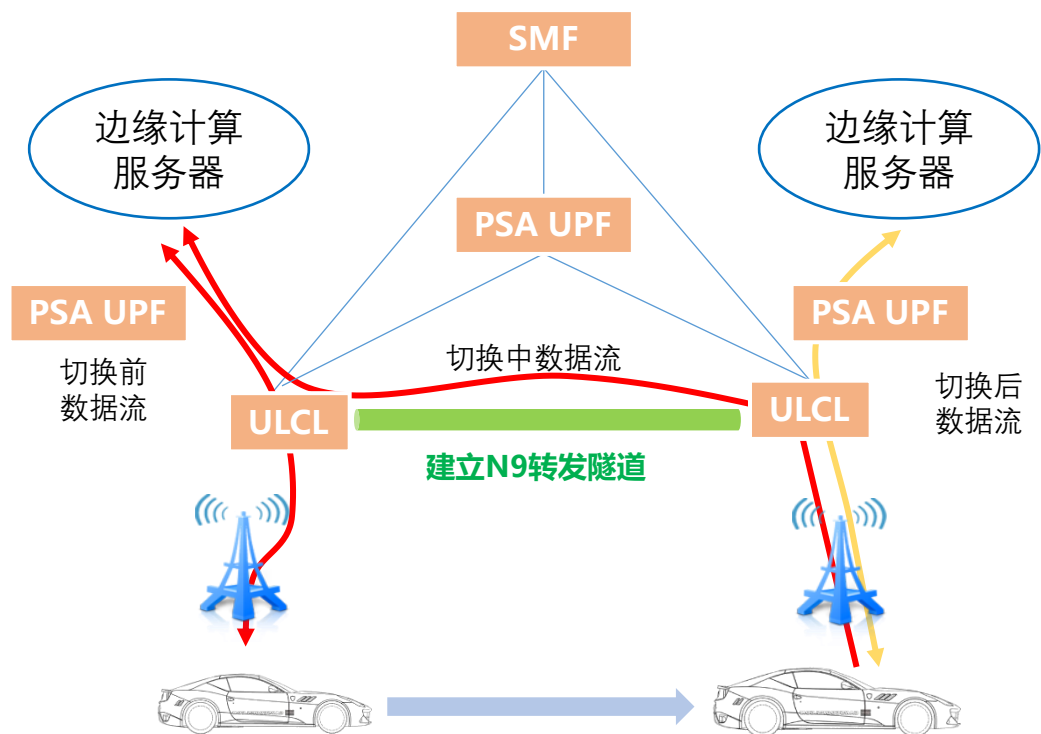 SMF
边缘计算
服务器
边缘计算
服务器
PSA UPF
PSA UPF
PSA UPF
切换前
数据流
切换中数据流
切换后
数据流
ULCL
ULCL
建立N9转发隧道